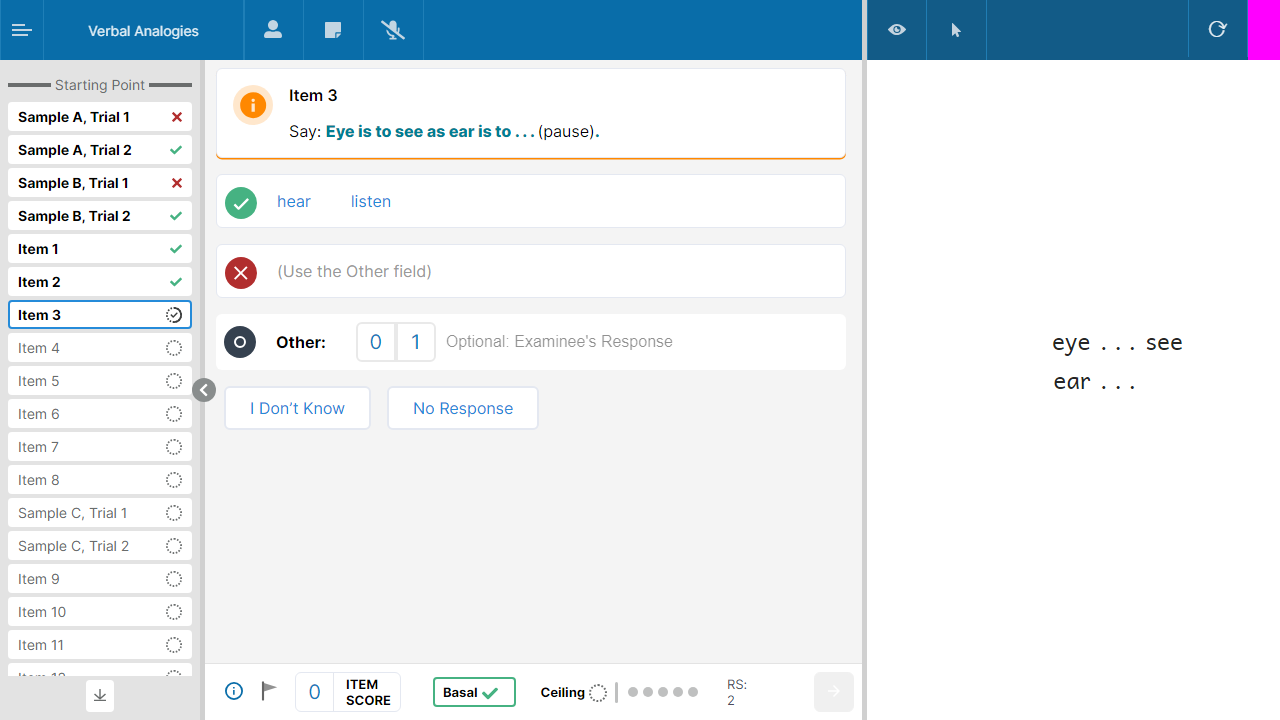 Verbal Analogies
Starting Point
Sample A, Trial 1
Sample A, Trial 2
Sample B, Trial 1
Sample B, Trial 2
Item 1
Item 2
Item 3
Item 4
Item 5
Item 6
Item 7
Item 8
Sample C, Trial 1
Sample C, Trial 2
Item 9
Item 10
Item 11
Item 3
Say: Eye is to see as ear is to . . . (pause).
hear listen
(Use the Other field)
Other: 0 1 Optional: Examinee's Response
I Don’t Know No Response
0 ITEM SCORE
Basal
Ceiling
RS:
2
eye . . . see
ear . . .